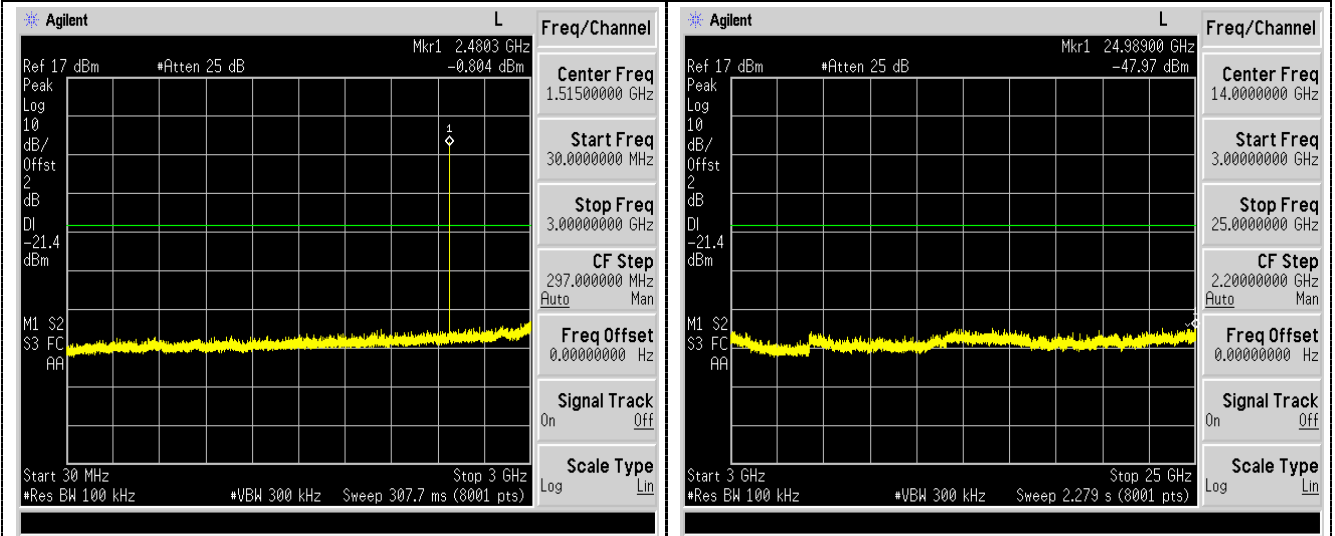 Agilent L
Mkr1 2.4803 GHz
Ref 17 dBm #Atten 25 dB -0.804 dBm
Peak
Log
10
dB/
Offst
2
dB
DI
-21.4
dBm
1
M1 S2
S3 FC
AA
Start 30 MHz Stop 3 GHz
#Res BW 100 kHz #VBW 300 kHz Sweep 307.7 ms (8001 pts)
Freq/Channel
Center Freq
1.51500000 GHz
Start Freq
30.0000000 MHz
Stop Freq
3.00000000 GHz
CF Step
297.000000 MHz
Auto Man
Freq Offset
0.00000000 Hz
Signal Track
On Off
Scale Type
Log Lin
Agilent L
Mkr1 24.98900 GHz
Ref 17 dBm #Atten 25 dB -47.97 dBm
Peak
Log
10
dB/
Offst
2
dB
DI
-21.4
dBm
M1 S2
S3 FC
AA
Start 3 GHz Stop 25 GHz
#Res BW 100 kHz #VBW 300 kHz Sweep 2.279 s (8001 pts)
Freq/Channel
Center Freq
14.0000000 GHz
Start Freq
3.00000000 GHz
Stop Freq
25.0000000 GHz
CF Step
2.20000000 GHz
Auto Man
Freq Offset
0.00000000 Hz
Signal Track
On Off
Scale Type
Log Lin